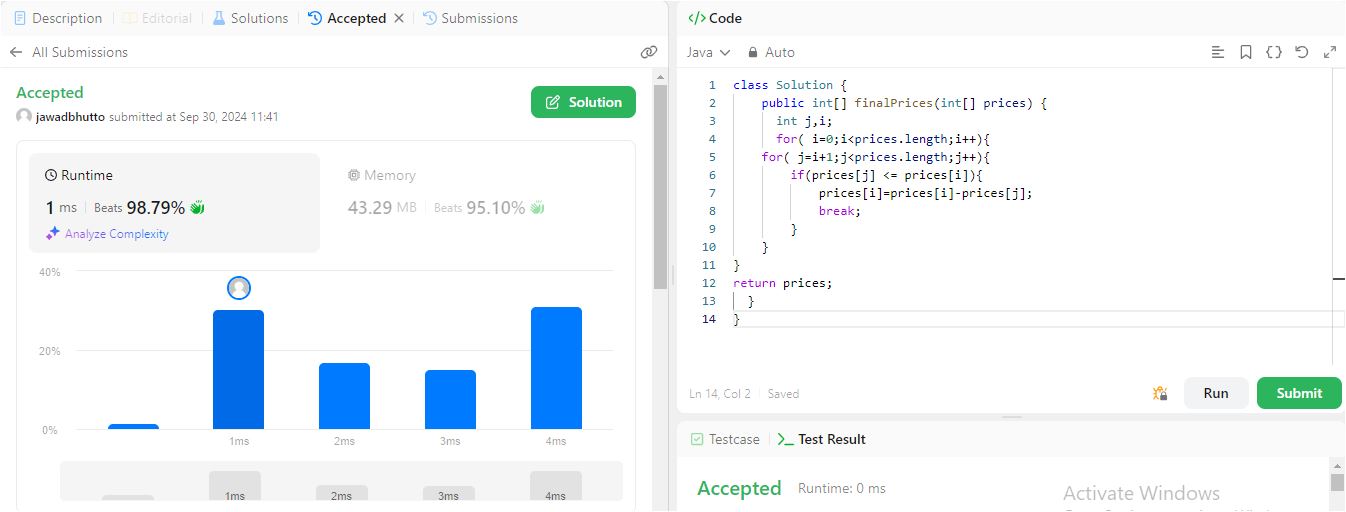 Description Editorial Solutions Accepted Submissions
All Submissions
Accepted
jawadbhutto submitted at Sep 30, 2024 11:41
Solution
Runtime
1 ms Beats 98.79%
Analyze Complexity
Memory
43.29 MB Beats 95.10%
40%
20%
0%
1ms 2ms 3ms 4ms
1ms 2ms 3ms 4ms
</> Code
Java Auto
1 class Solution {
2 public int[] finalPrices(int[] prices) {
3 int j,i;
4 for( i=0;i<prices.length;i++){
5 for( j=i+1;j<prices.length;j++){
6 if(prices[j] <= prices[i]){
7 prices[i]=prices[i]-prices[j];
8 break;
9 }
10 }
11 }
12 return prices;
13 }
14 }
Ln 14, Col 2 Saved
Run Submit
Testcase Test Result
Accepted Runtime: 0 ms
Activate Windows